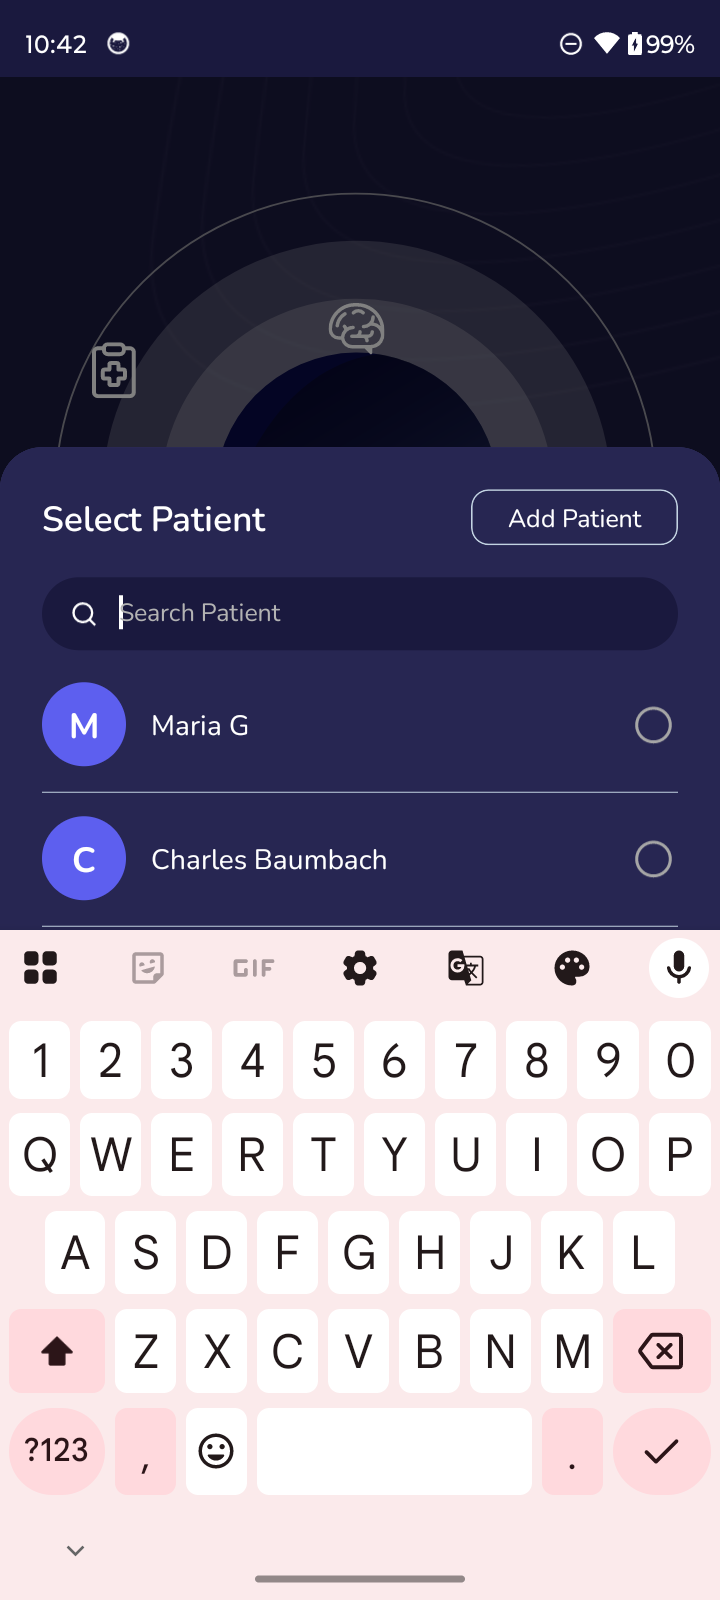 10:42
99%
Select Patient
Add Patient
Search Patient
M
Maria G
C
Charles Baumbach
GIF
G
1 2 3 4 5 6 7 8 9 0
Q W E R T Y U I O P
A S D F G H J K L
Z X C V B N M
?123 , .